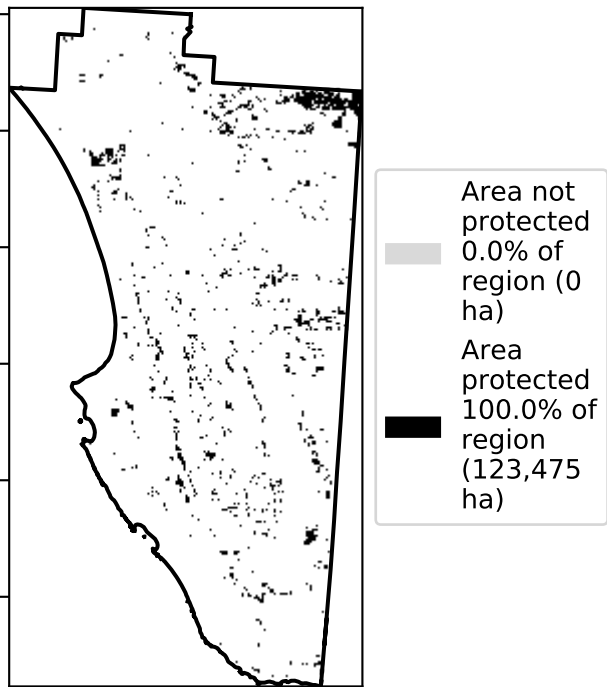 Area not
protected
0.0% of
region (0
ha)
Area
protected
100.0% of
region
(123,475
ha)